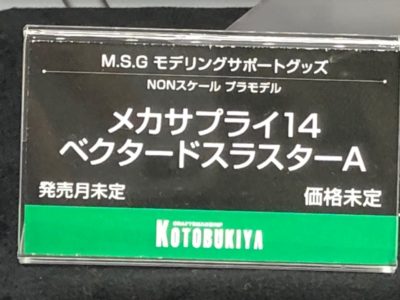 M.S.G モデリングサポートグッズ
NONスケール プラモデル
メカサプライ14
ベクタードスラスターA
発売月未定 価格未定
CRAFTSMANSHIP
KOTOBUKIYA